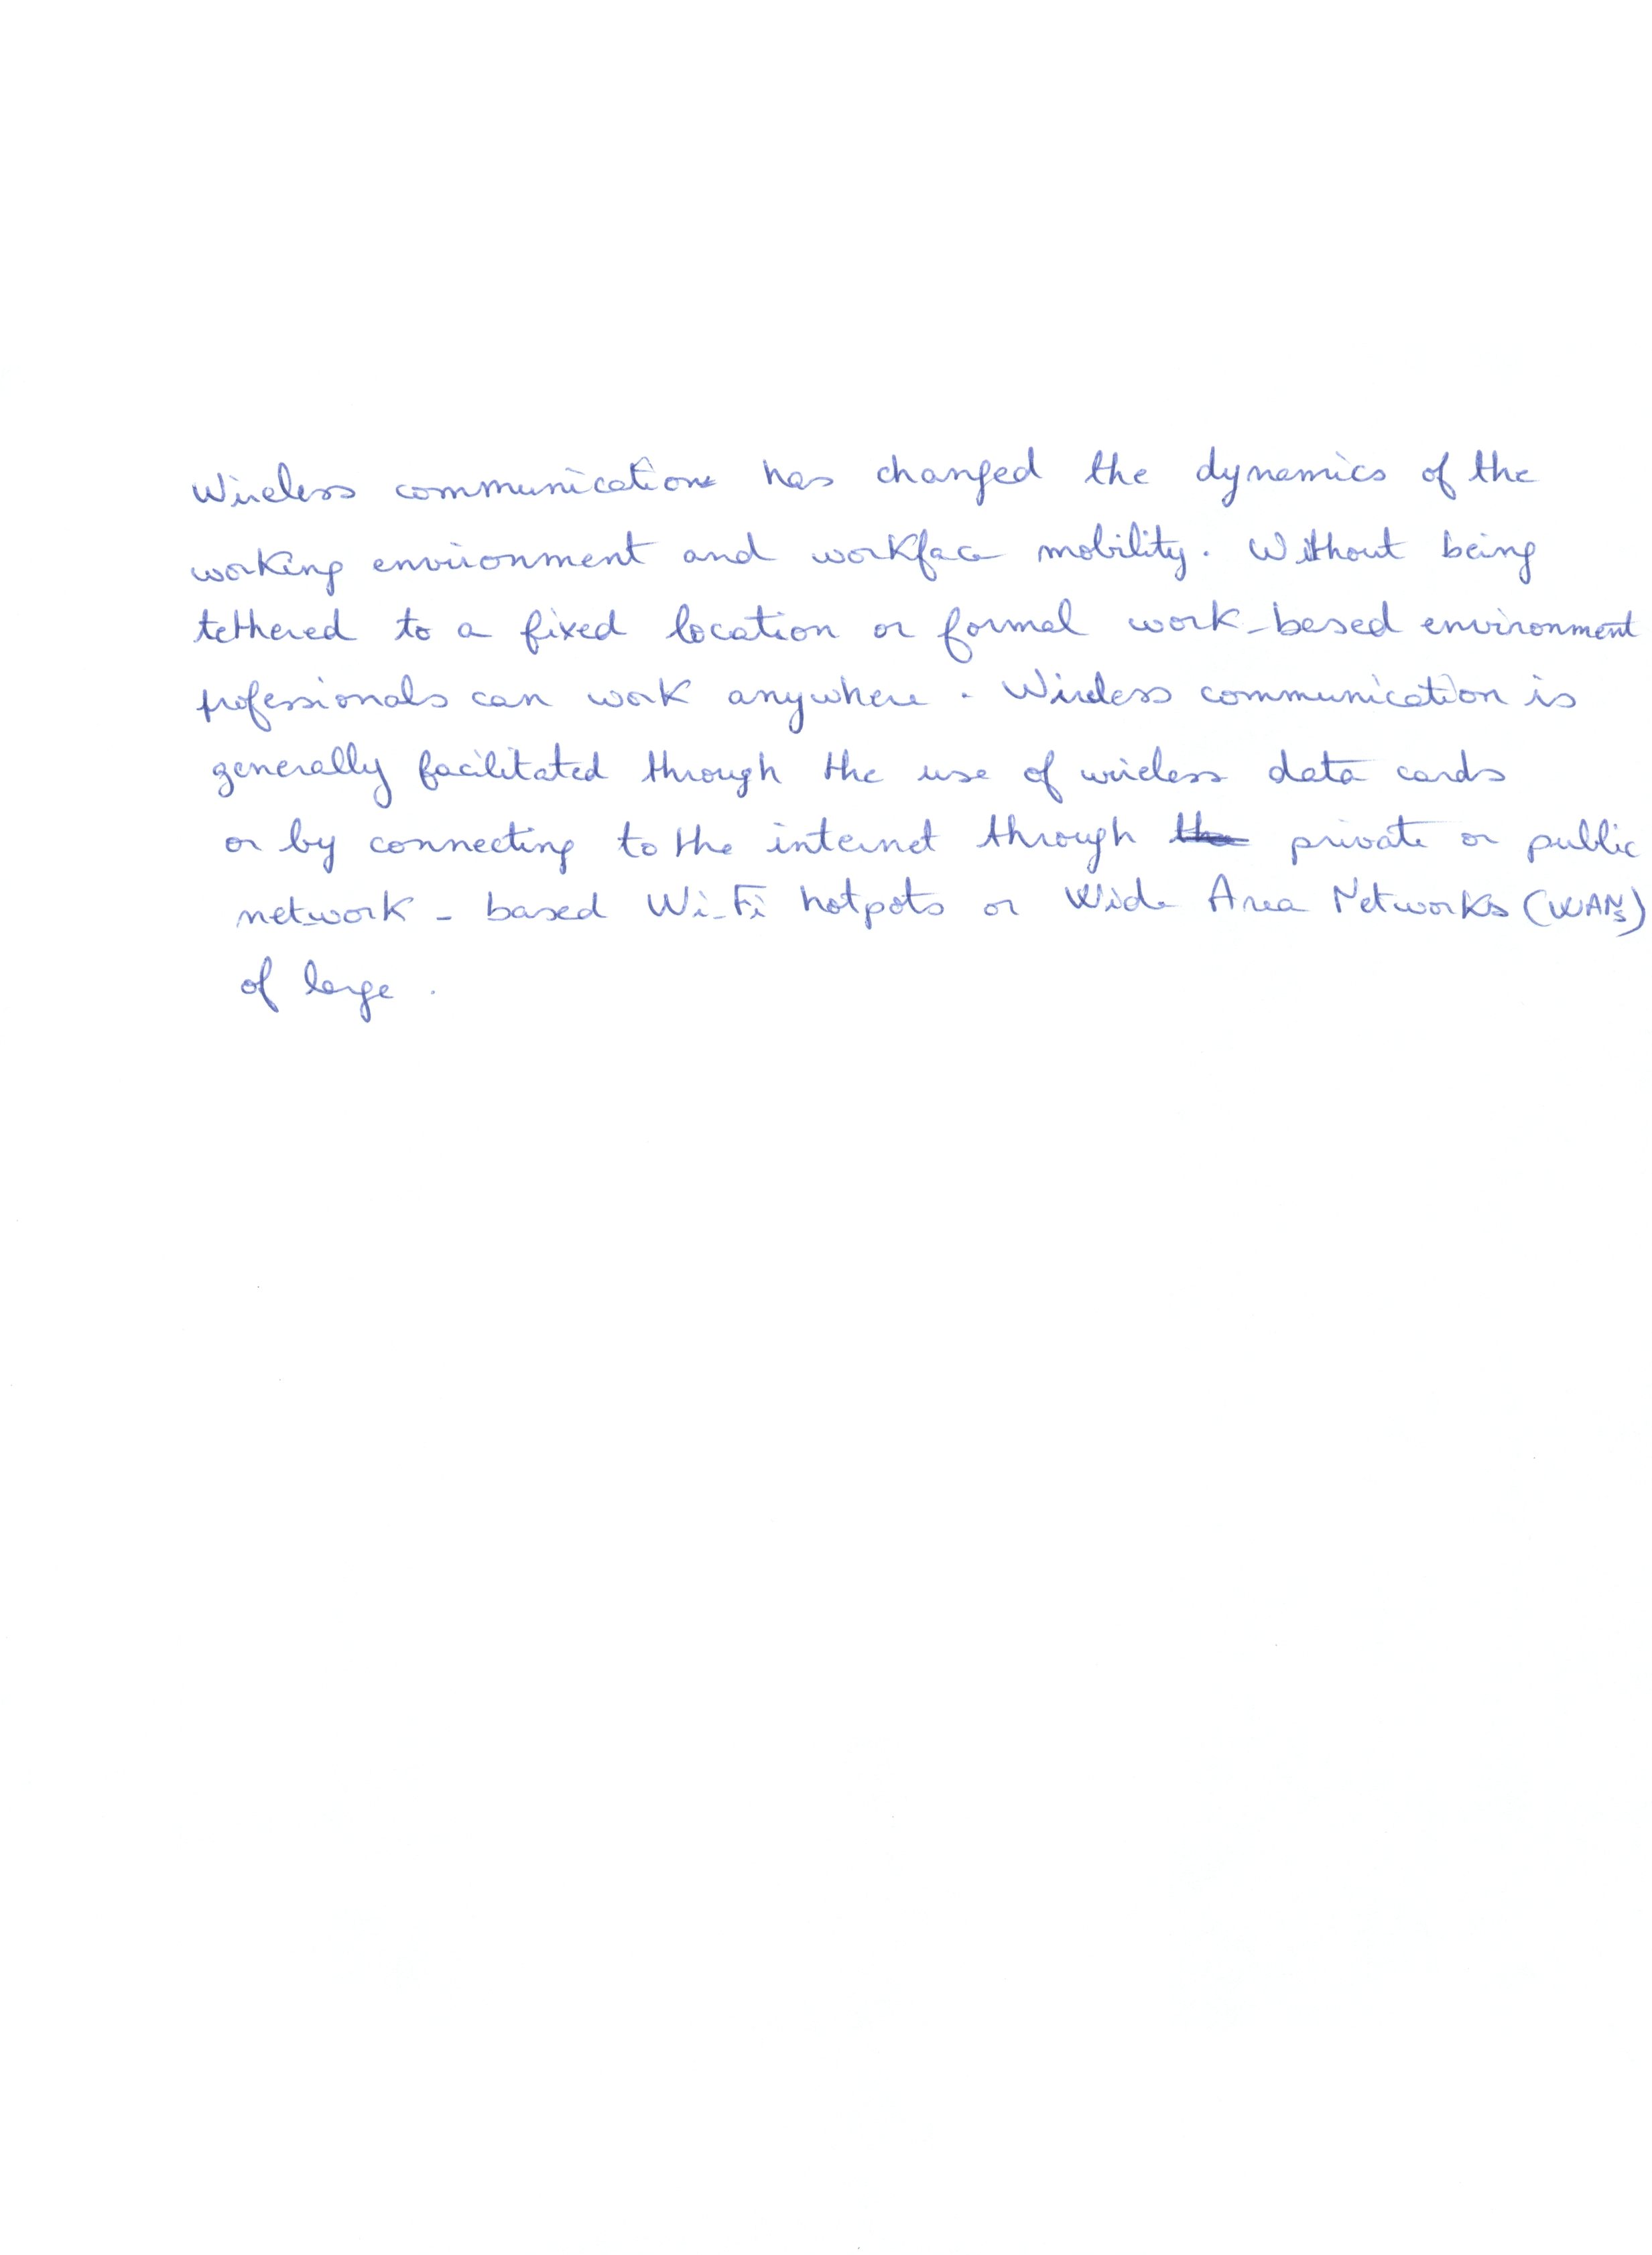 Wireless communication has changed the dynamics of the
working environment and workface mobility. Without being
tethered to a fixed location or formal work-based environment
professionals can work anywhere. Wireless communication is
generally facilitated through the use of wireless data cards
or by connecting to the internet through the private or public
network - based Wi-Fi hotpots or Wide Area Networks (WANs)
of large.